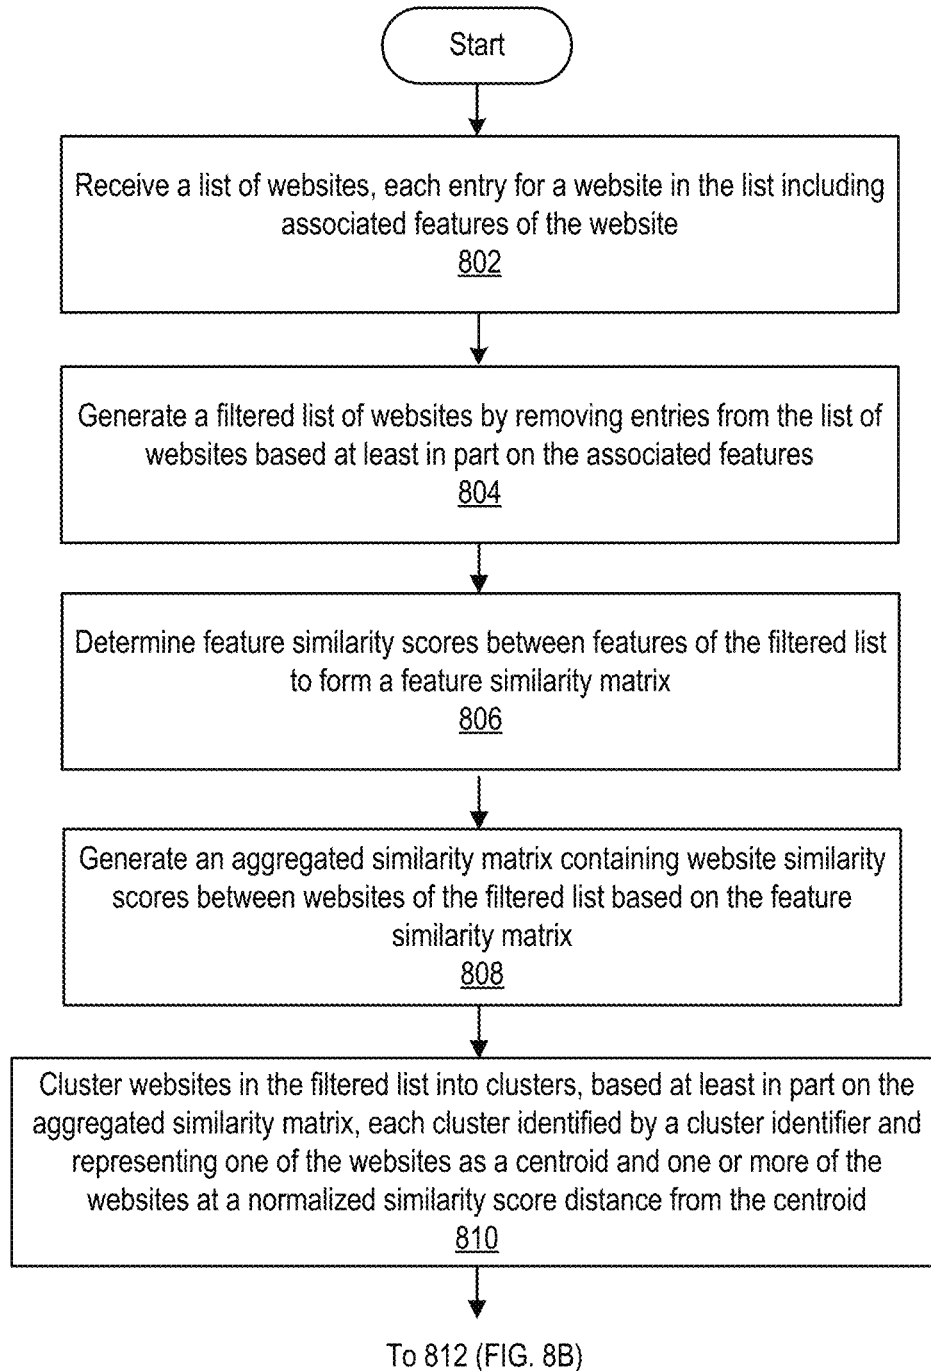 Start
Receive a list of websites, each entry for a website in the list including
associated features of the website
802
Generate a filtered list of websites by removing entries from the list of
websites based at least in part on the associated features
804
Determine feature similarity scores between features of the filtered list
to form a feature similarity matrix
806
Generate an aggregated similarity matrix containing website similarity
scores between websites of the filtered list based on the feature
similarity matrix
808
Cluster websites in the filtered list into clusters, based at least in part on the
aggregated similarity matrix, each cluster identified by a cluster identifier and
representing one of the websites as a centroid and one or more of the
websites at a normalized similarity score distance from the centroid
810
To 812 (FIG. 8B)